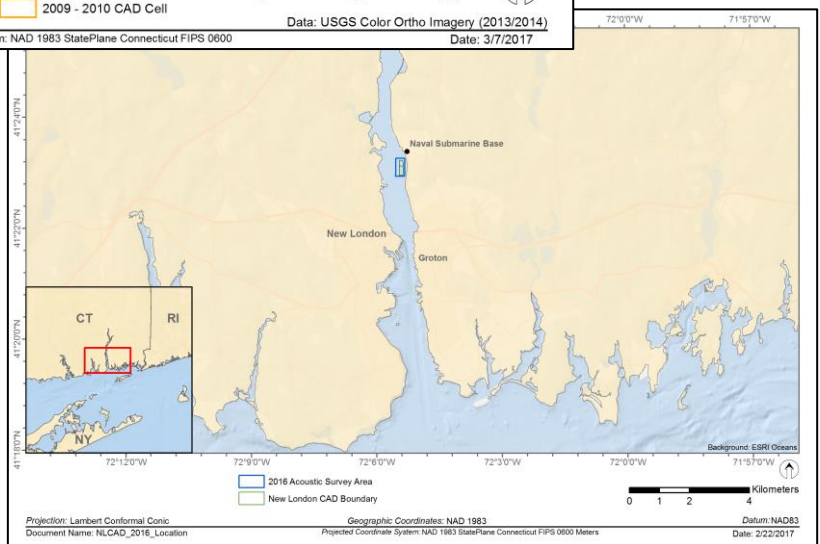 2009 - 2010 CAD Cell
Data: USGS Color Ortho Imagery (2013/2014)
n: NAD 1983 StatePlane Connecticut FIPS 0600
Date: 3/7/2017
72°0'0"W
71°57'0"W
41°24'0"N
Naval Submarine Base
41°22'0"N
New London
Groton
CT
RI
41°20'0"N
NY
41°18'0"N
Background: ESRI Oceans
72°12'0"W
72°9'0"W
72°6'0"W
72°3'0"W
72°0'0"W
71°57'0"W
2016 Acoustic Survey Area
New London CAD Boundary
Kilometers
0 1 2 4
Projection: Lambert Conformal Conic
Geographic Coordinates: NAD 1983
Datum: NAD83
Document Name: NLCAD_2016_Location
Projected Coordinate System: NAD 1983 StatePlane Connecticut FIPS 0600 Meters
Date: 2/22/2017